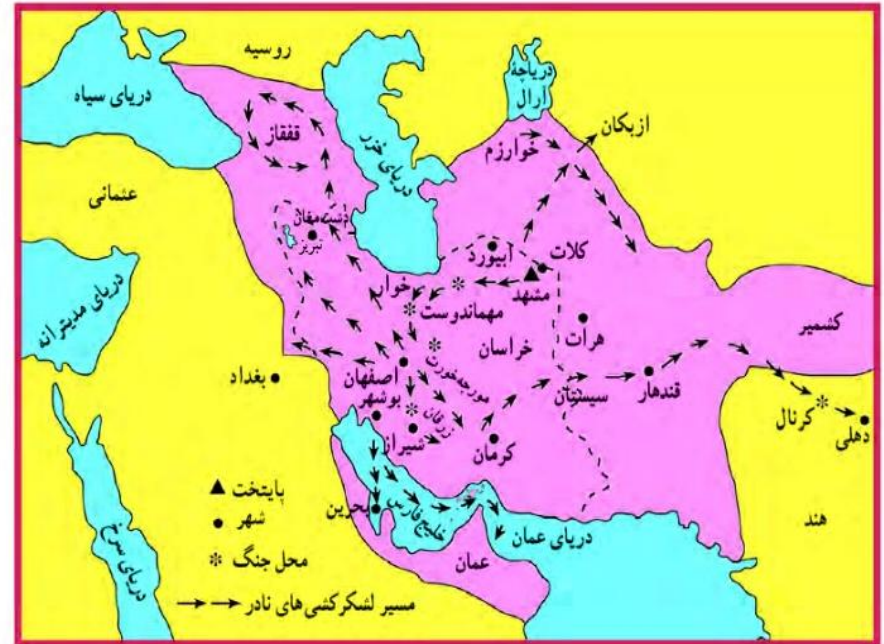 روسیه
دریاچهٔ
آرال
دریای سیاه
ازبکان
خوارزم
قفقاز
دریای خزر
عثمانی
دشت مغان
تبریز
ابیورد
کلات
مشهد
خوار
مهماندوست
دریای مدیترانه
کشمیر
هرات
خراسان
مورچه خورت
اصفهان
بغداد
قندهار
سیستان
بوشهر
زرقان
کرنال
دهلی
شیراز
کرمان
بحرین
خلیج فارس
دریای عمان
هند
عمان
دریای سرخ
پایتخت
شهر
محل جنگ
مسیر لشکرکشی‌های نادر